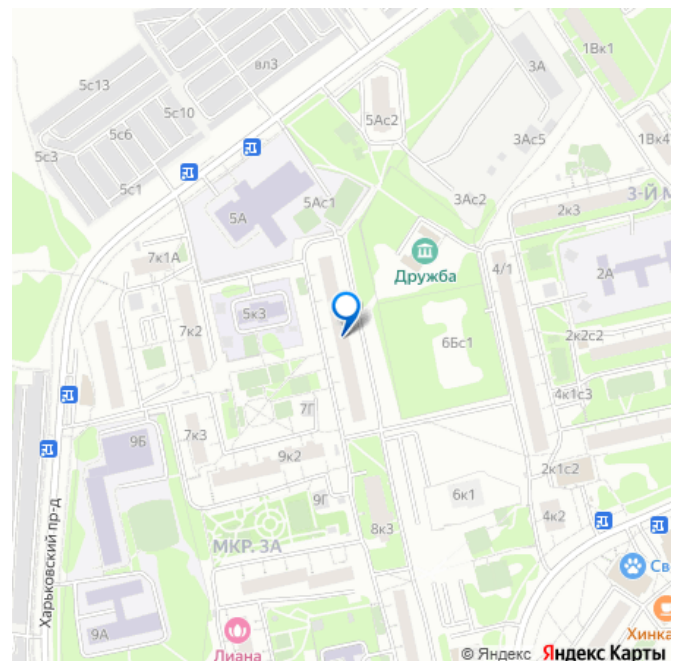 1Вк1
вл3
3А
5с13
5Ас2
5с10
5с6
3Ас5
1Вк4
5с3
5с1
3Ас2
5Ас1
5А
2к3
3-Й М
7к1А
Дружба
4/1
2А
5к3
7к2
6Бс1
2к2с2
4к1с3
7Г
7к3
9Б
9к2
2к1с2
9Г
6к1
8к3
4к2
МКР. 3А
Харьковский пр-д
Св
9А
Лиана
Хинка
© Яндекс Яндекс Карты